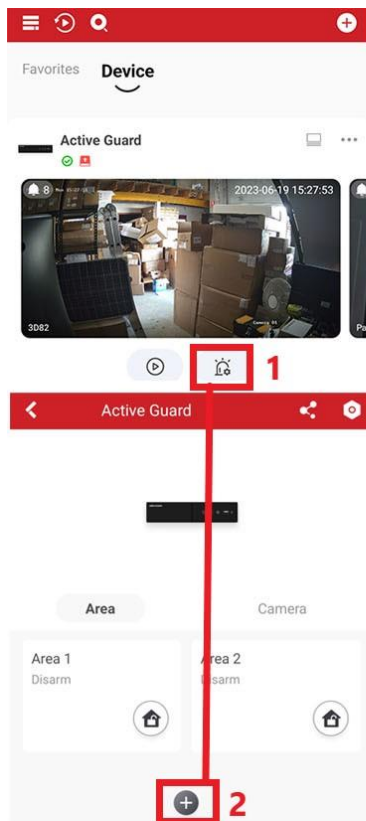 Favorites Device
Active Guard
8
2023-06-19 15:27:53
3D82
Pa
1
Active Guard
Area Camera
Area 1 Area 2
Disarm Disarm
2